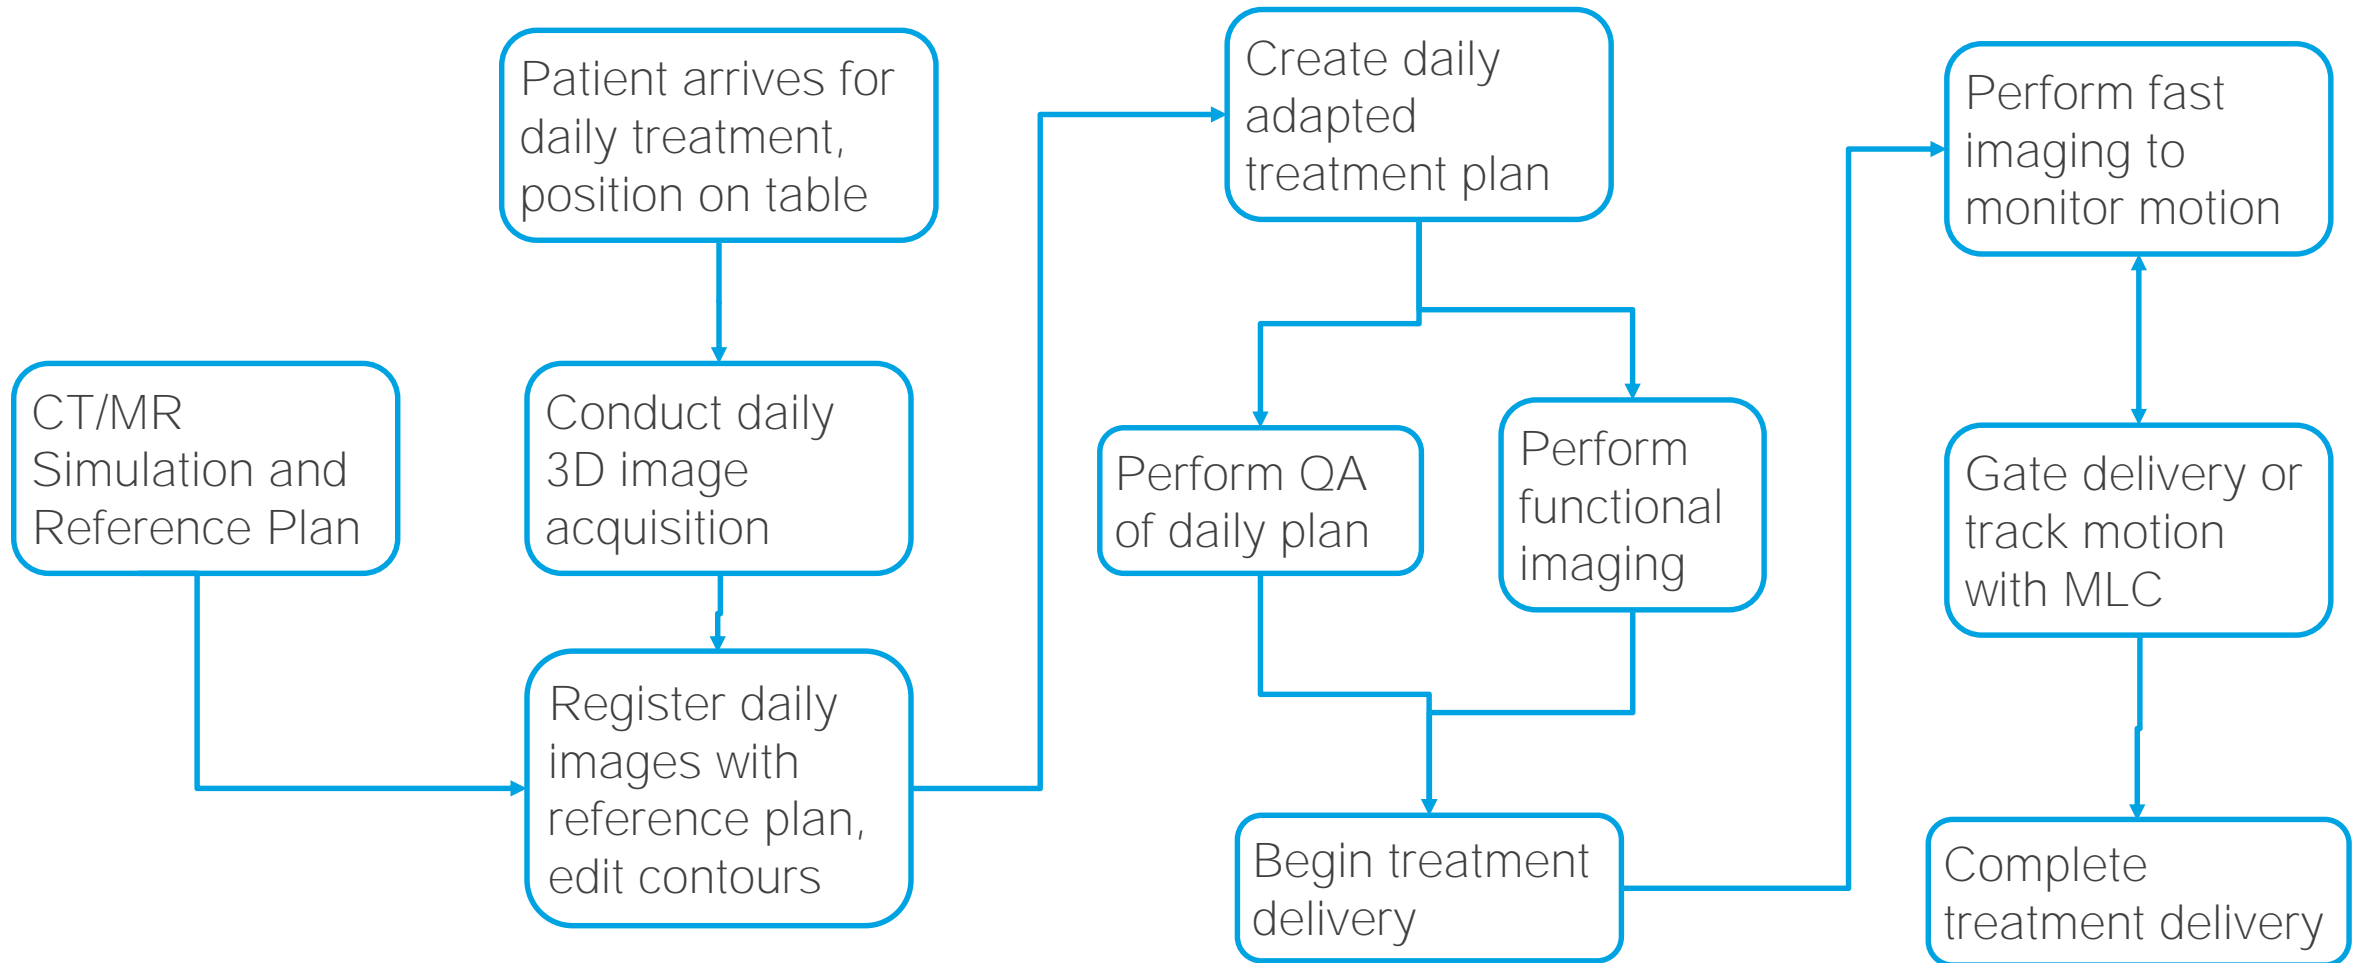 Patient arrives for
daily treatment,
position on table
CT/MR
Simulation and
Reference Plan
Conduct daily
3D image
acquisition
Register daily
images with
reference plan,
edit contours
Create daily
adapted
treatment plan
Perform QA
of daily plan
Perform
functional
imaging
Begin treatment
delivery
Perform fast
imaging to
monitor motion
Gate delivery or
track motion
with MLC
Complete
treatment delivery